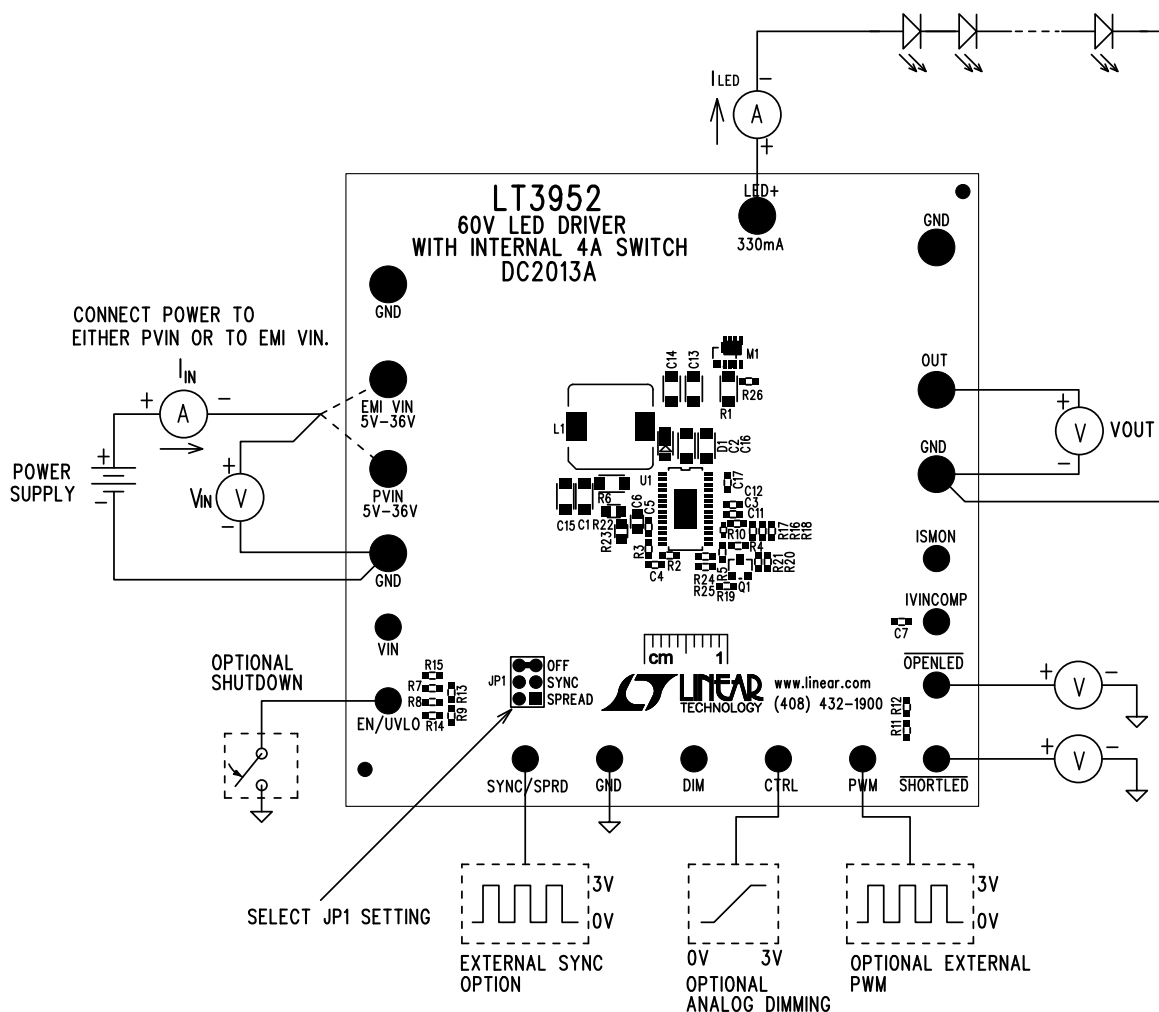 I LED
−
A
+
LT3952
60V LED DRIVER
WITH INTERNAL 4A SWITCH
DC2013A
LED+
330mA
GND
GND
CONNECT POWER TO
EITHER PVIN OR TO EMI VIN.
IIN
+
A
−
EMI VIN
5V-36V
POWER
SUPPLY
+
−
VIN
+
V
−
PVIN
5V-36V
GND
VIN
OPTIONAL
SHUTDOWN
EN/UVLO
R15
R7
R8
R14
R13
R9
C14
C13
M1
R26
R1
L1
D1
C2
C16
U1
C17
C12
C3
C11
R6
C15
C1
R22
R23
C6
C5
R3
R2
C4
R10
R17
R16
R18
R4
R5
R21
R20
R24
R25
R19
Q1
OUT
GND
+
V
−
VOUT
ISMON
IVINCOMP
C7
OPENLED
+
V
−
R12
R11
SHORTLED
+
V
−
cm 1
LINEAR
TECHNOLOGY
www.linear.com
(408) 432-1900
JP1
OFF
SYNC
SPREAD
SYNC/SPRD
GND
DIM
CTRL
PWM
SELECT JP1 SETTING
3V
0V
EXTERNAL SYNC
OPTION
0V 3V
OPTIONAL
ANALOG DIMMING
3V
0V
OPTIONAL EXTERNAL
PWM